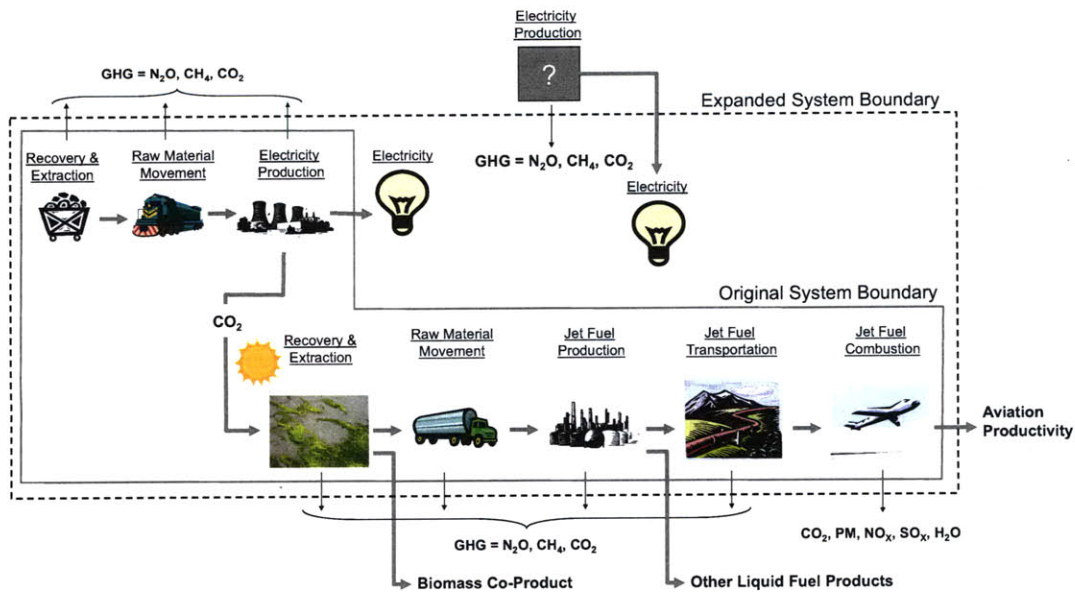 Electricity
Production
?
GHG = N₂O, CH₄, CO₂
Expanded System Boundary
GHG = N₂O, CH₄, CO₂
Recovery &
Extraction
Raw Material
Movement
Electricity
Production
Electricity
Electricity
Original System Boundary
CO₂
Recovery &
Extraction
Raw Material
Movement
Jet Fuel
Production
Jet Fuel
Transportation
Jet Fuel
Combustion
Aviation
Productivity
GHG = N₂O, CH₄, CO₂
CO₂, PM, NOₓ, SOₓ, H₂O
Biomass Co-Product
Other Liquid Fuel Products